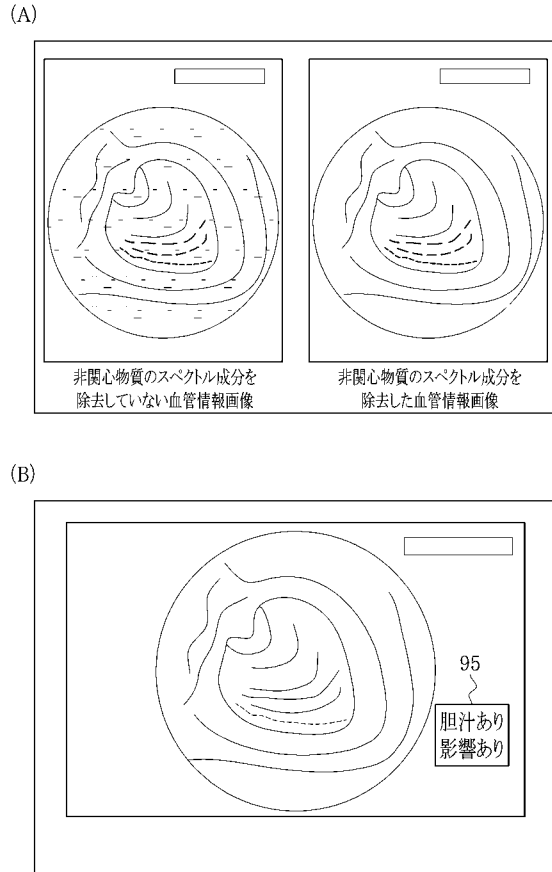 (A)
非関心物質のスペクトル成分を
除去していない血管情報画像
非関心物質のスペクトル成分を
除去した血管情報画像
(B)
95
胆汁あり
影響あり